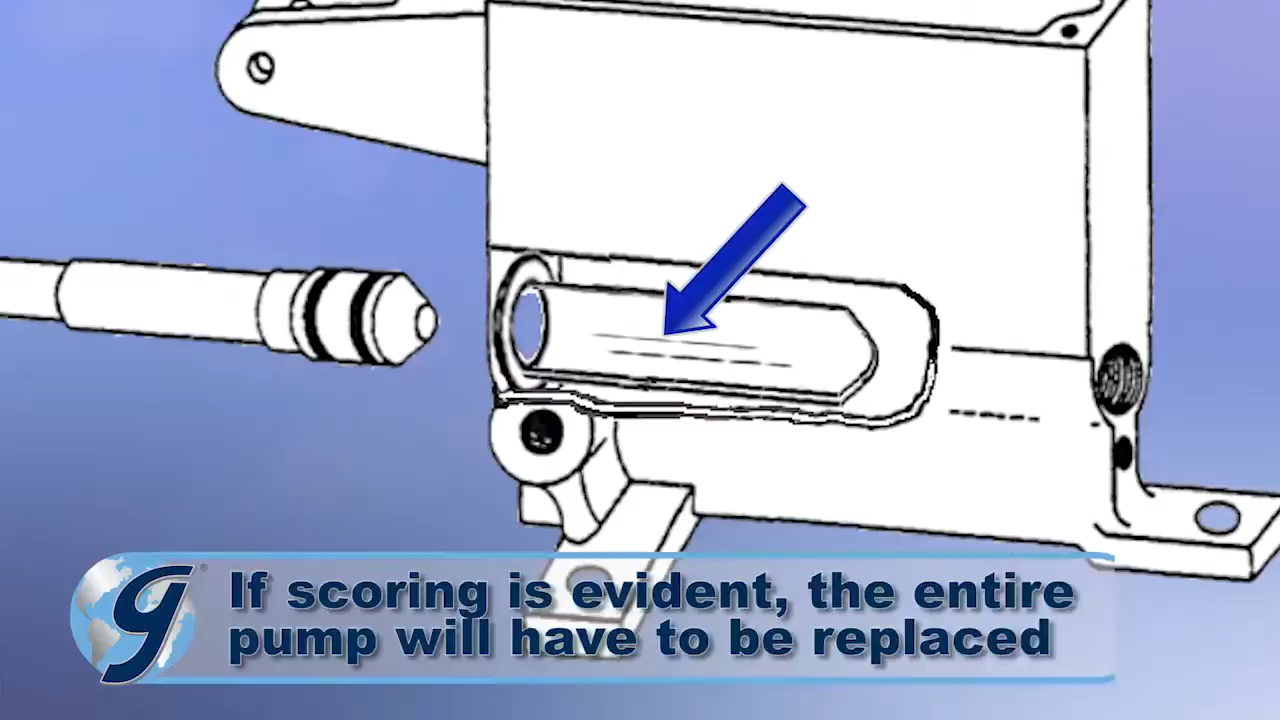 If scoring is evident, the entire
pump will have to be replaced
g®